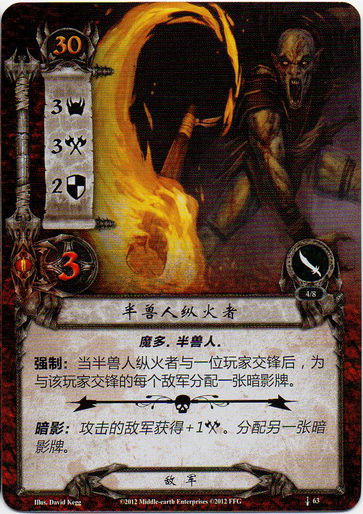 30
3
3
2
3
4/8
半兽人纵火者
魔多. 半兽人.
强制：当半兽人纵火者与一位玩家交锋后，为
与该玩家交锋的每个敌军分配一张暗影牌。
暗影：攻击的敌军获得+1。分配另一张暗
影牌。
敌 军
Illus. David Kegg ©2012 Middle-earth Enterprises ©2012 FFG 63